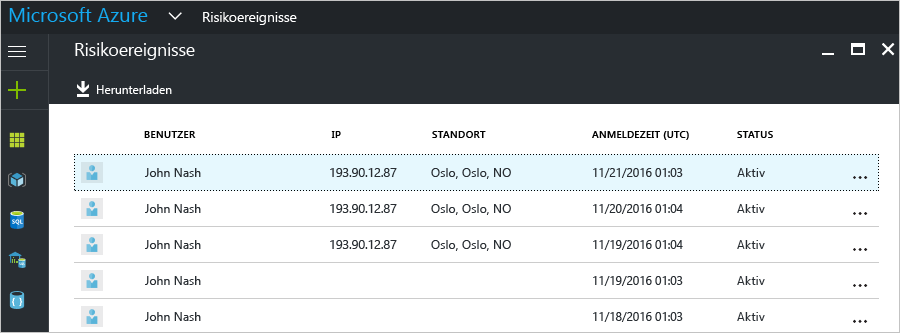 Microsoft Azure Risikoereignisse
Risikoereignisse
Herunterladen
BENUTZER IP STANDORT ANMELDEZEIT (UTC) STATUS
John Nash 193.90.12.87 Oslo, Oslo, NO 11/21/2016 01:03 Aktiv ...
John Nash 193.90.12.87 Oslo, Oslo, NO 11/20/2016 01:04 Aktiv ...
John Nash 193.90.12.87 Oslo, Oslo, NO 11/19/2016 01:04 Aktiv ...
John Nash 11/19/2016 01:03 Aktiv ...
John Nash 11/18/2016 01:03 Aktiv ...
SQL